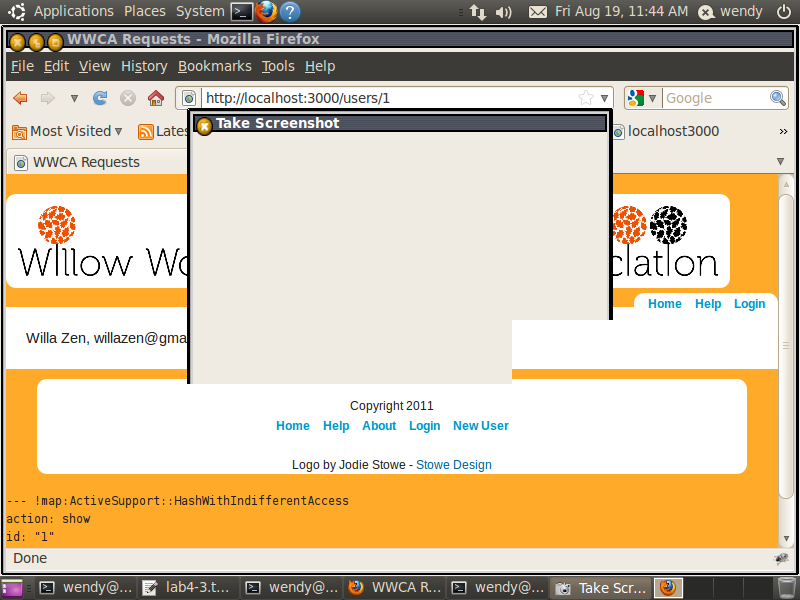 Applications Places System Fri Aug 19, 11:44 AM wendy
WWCA Requests - Mozilla Firefox
File Edit View History Bookmarks Tools Help
http://localhost:3000/users/1 Google
Most Visited Lates localhost3000 »
Take Screenshot
WWCA Requests
Willow Wo ciation
Home Help Login
Willa Zen, willazen@gma
Copyright 2011
Home Help About Login New User
Logo by Jodie Stowe - Stowe Design
--- !map:ActiveSupport::HashWithIndifferentAccess
action: show
id: "1"
Done
wendy@... lab4-3.t... wendy@... WWCA R... wendy@... Take Scr...